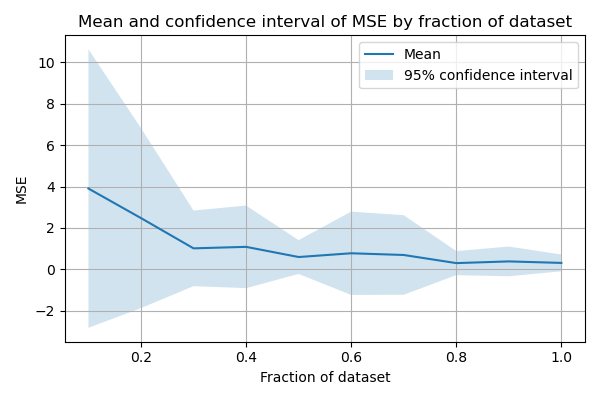 Mean and confidence interval of MSE by fraction of dataset
Mean
95% confidence interval
MSE
10
8
6
4
2
0
−2
0.2 0.4 0.6 0.8 1.0
Fraction of dataset